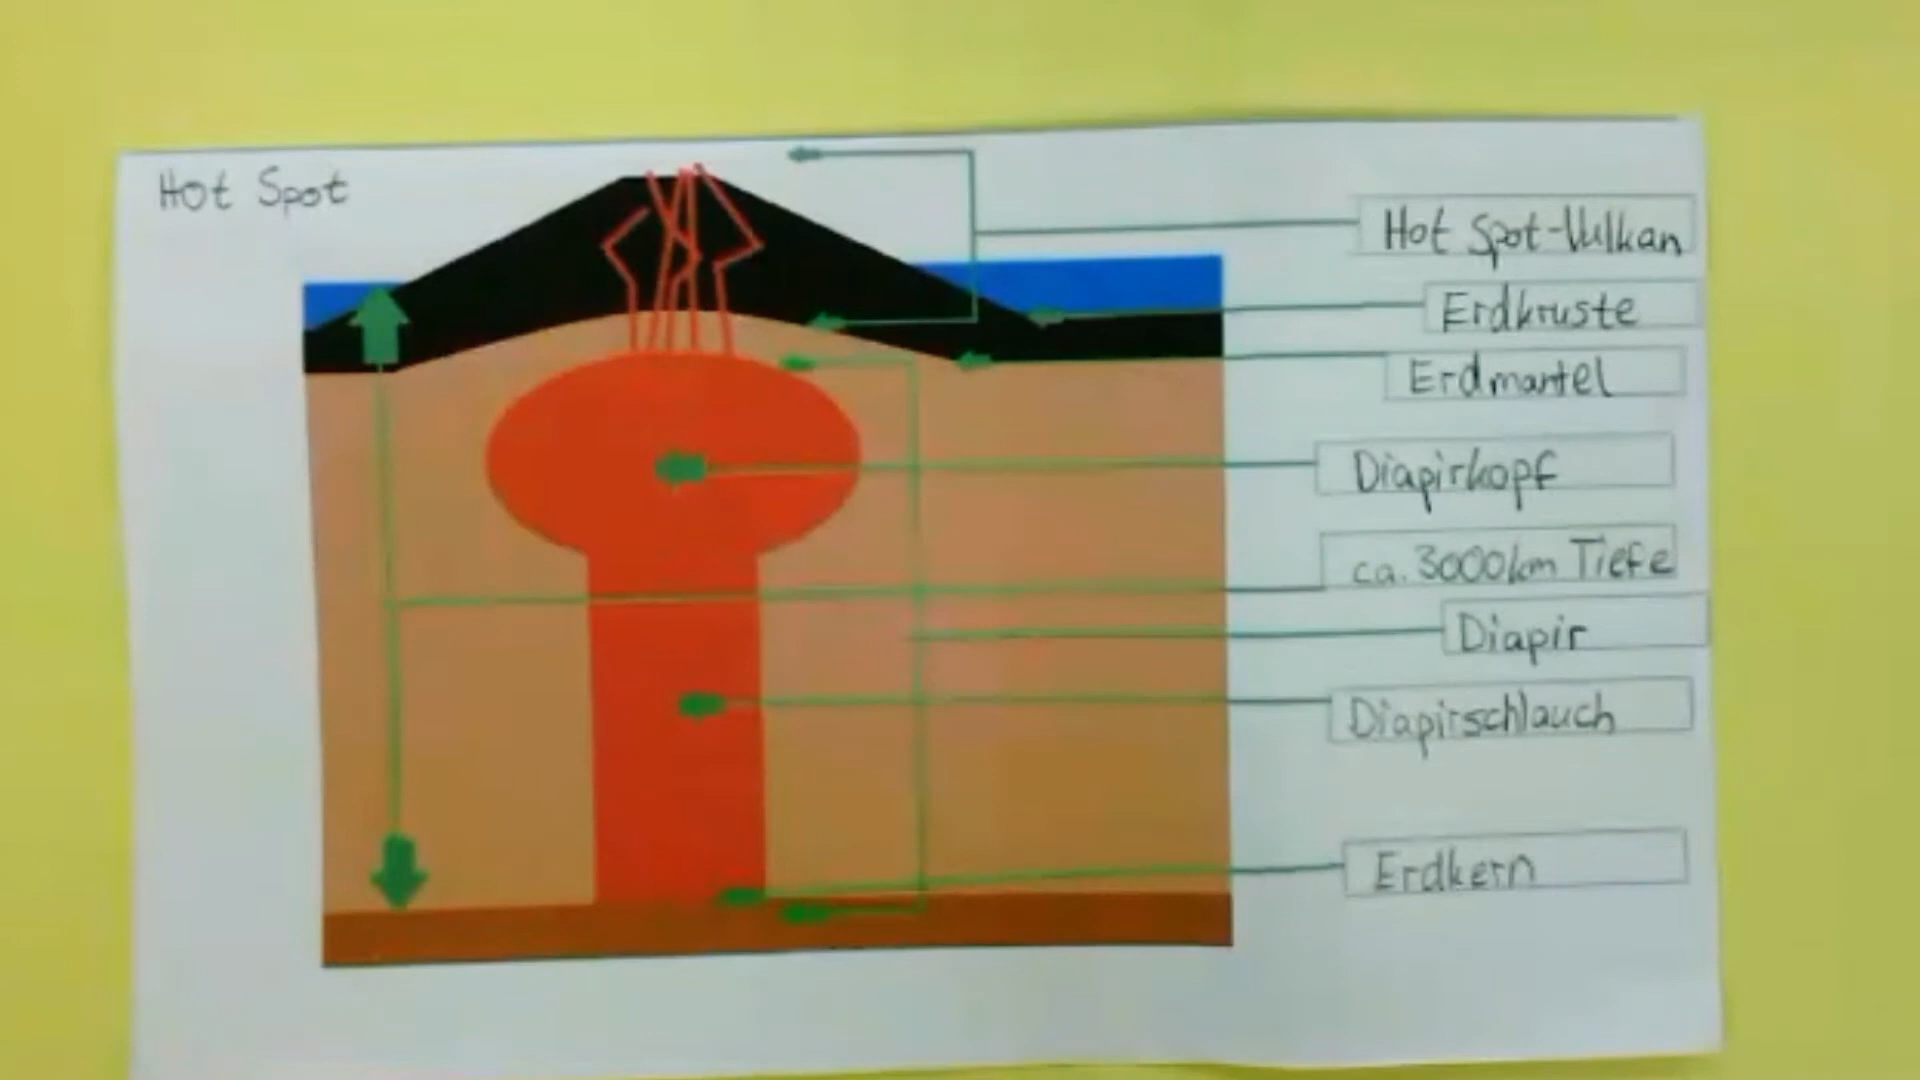 Hot Spot
Hot Spot-Vulkan
Erdkruste
Erdmantel
Diapirkopf
ca. 3000km Tiefe
Diapir
Diapirschlauch
Erdkern